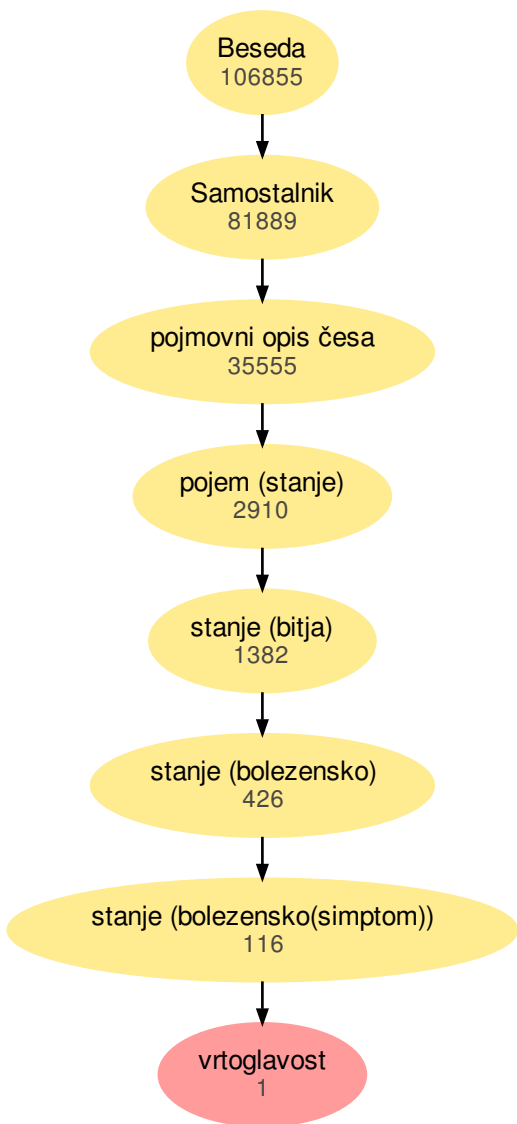 Beseda
106855
Samostalnik
81889
pojmovni opis česa
35555
pojem (stanje)
2910
stanje (bitja)
1382
stanje (bolezensko)
426
stanje (bolezensko(simptom))
116
vrtoglavost
1